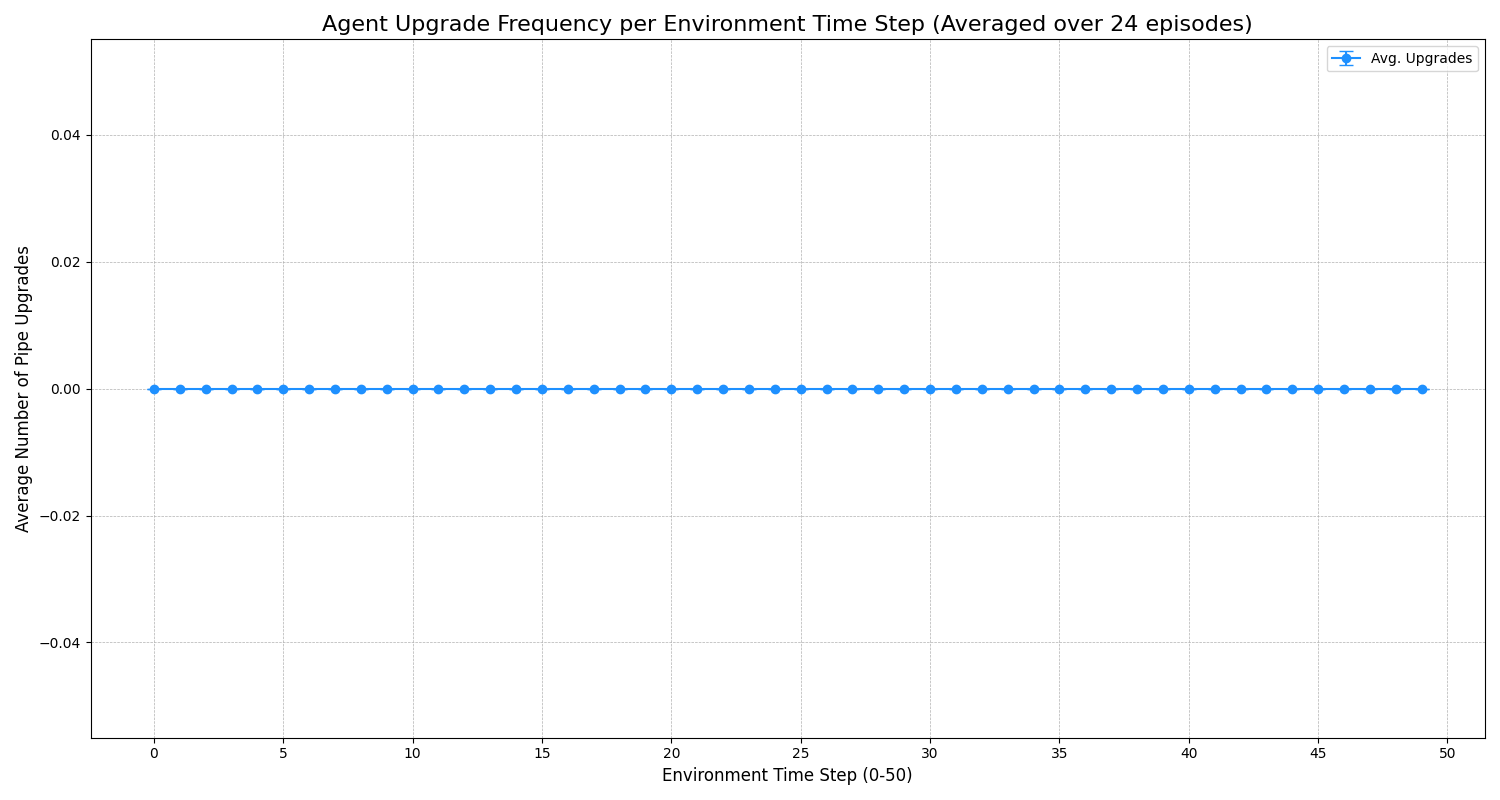 Agent Upgrade Frequency per Environment Time Step (Averaged over 24 episodes)
Avg. Upgrades
Average Number of Pipe Upgrades
0.04
0.02
0.00
−0.02
−0.04
0 5 10 15 20 25 30 35 40 45 50
Environment Time Step (0-50)